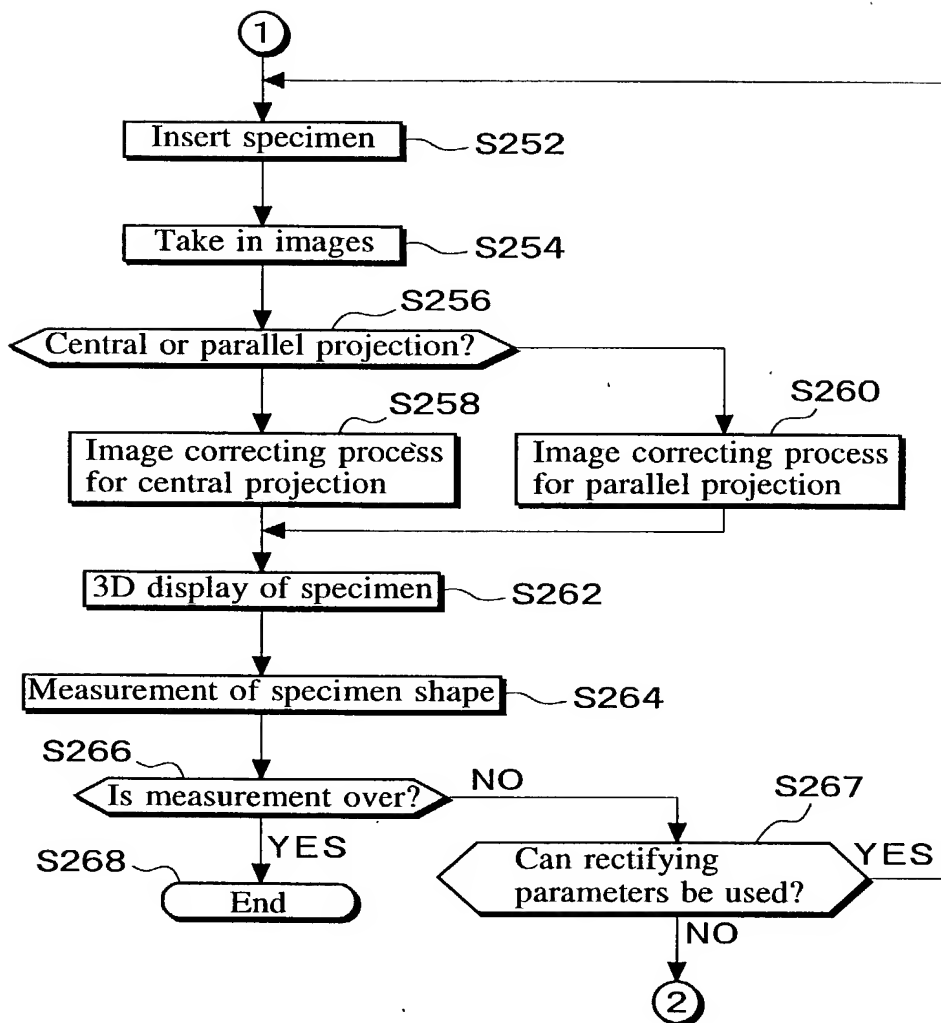 1
Insert specimen
S252
Take in images
S254
S256
Central or parallel projection?
S258
Image correcting process
for central projection
S260
Image correcting process
for parallel projection
3D display of specimen
S262
Measurement of specimen shape
S264
S266
Is measurement over?
NO
YES
S268
End
S267
Can rectifying
parameters be used?
YES
NO
2